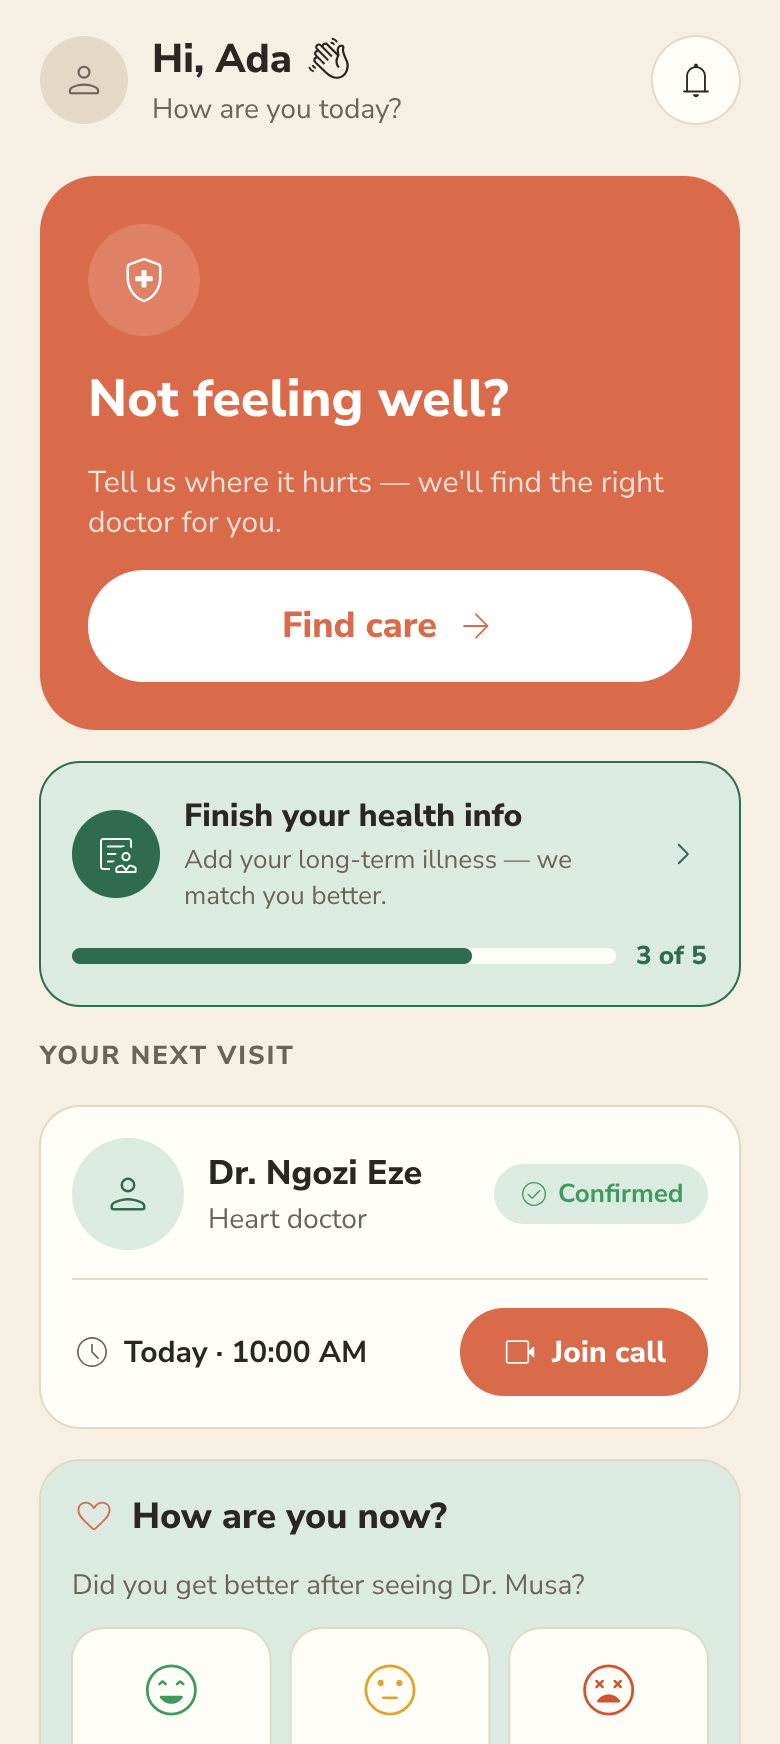 Hi, Ada 👋
How are you today?
Not feeling well?
Tell us where it hurts — we'll find the right
doctor for you.
Find care →
Finish your health info
Add your long-term illness — we
match you better.
3 of 5
YOUR NEXT VISIT
Dr. Ngozi Eze
Heart doctor
Confirmed
Today · 10:00 AM
Join call
How are you now?
Did you get better after seeing Dr. Musa?